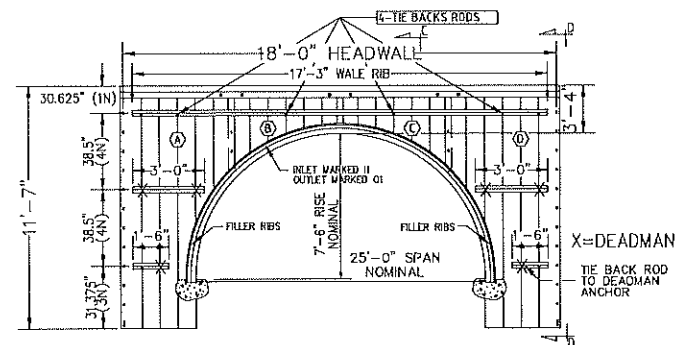 4-TIE BACKS RODS
C
D
18'-0" HEADWALL
17'-3" WALE RIB
30.625" (1N)
3'-4
A
B
C
D
38.5"
(4N)
3'-0"
3'-0"
INLET MARKED I1
OUTLET MARKED O1
11'-7"
FILLER RIBS
FILLER RIBS
7'-6" RISE
NOMINAL
38.5"
(4N)
1'-6"
1'-6"
X=DEADMAN
25'-0" SPAN
NOMINAL
TIE BACK ROD
TO DEADMAN
ANCHOR
31.375"
(3N)
D